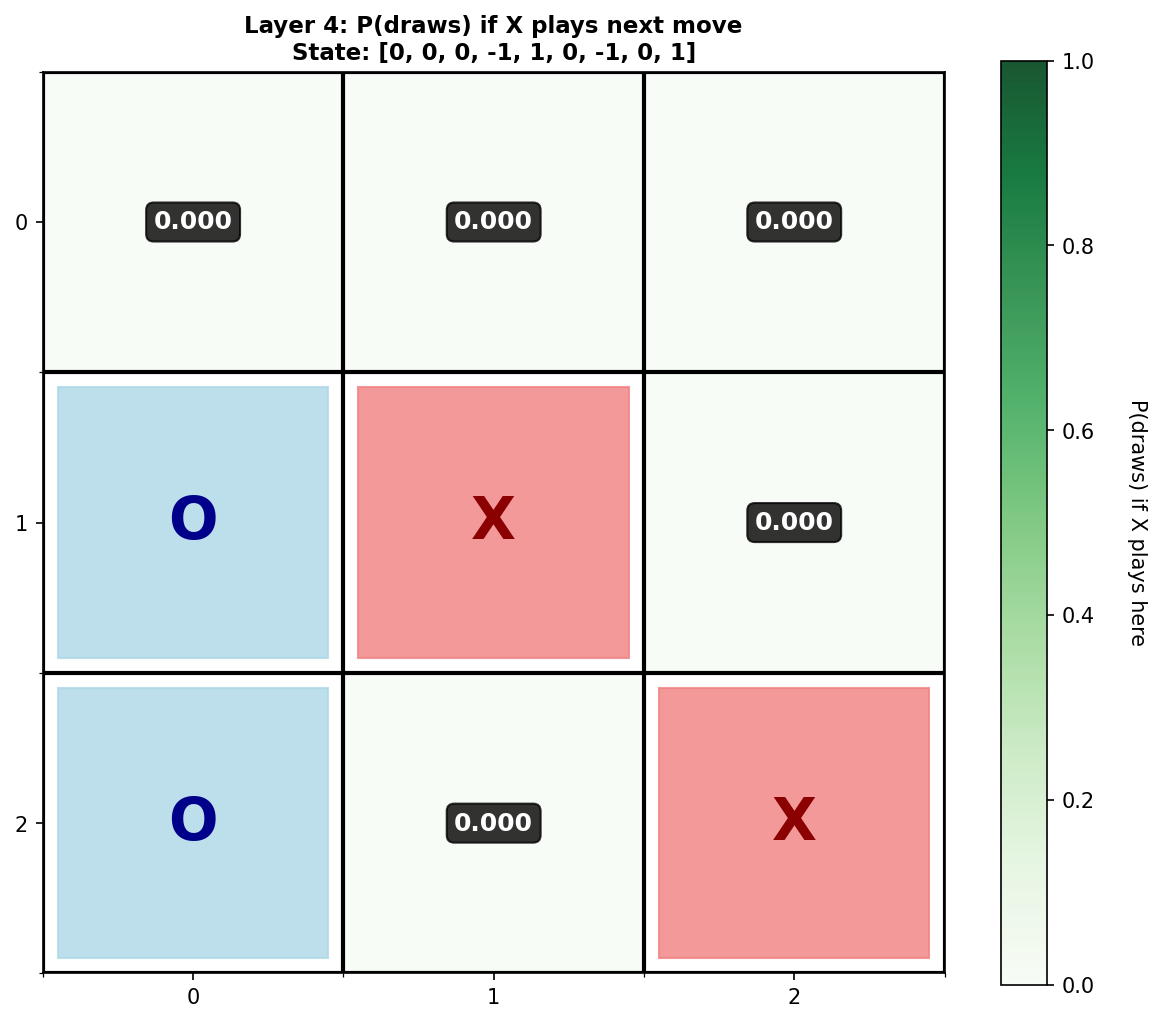 Layer 4: P(draws) if X plays next move
State: [0, 0, 0, -1, 1, 0, -1, 0, 1]
0
0.000
0.000
0.000
1
O
X
0.000
2
O
0.000
X
0
1
2
1.0
0.8
0.6
0.4
0.2
0.0
P(draws) if X plays here